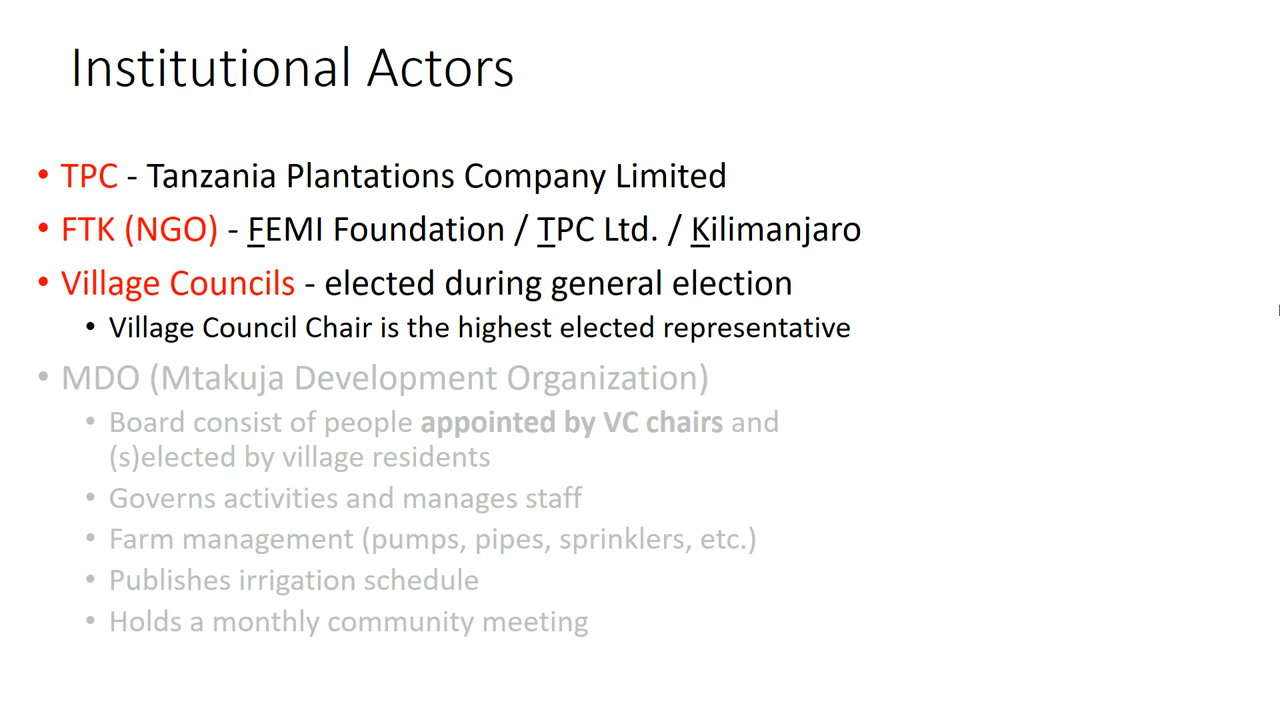 Institutional Actors
• TPC - Tanzania Plantations Company Limited
• FTK (NGO) - FEMI Foundation / TPC Ltd. / Kilimanjaro
• Village Councils - elected during general election
• Village Council Chair is the highest elected representative
• MDO (Mtakuja Development Organization)
• Board consist of people appointed by VC chairs and
(s)elected by village residents
• Governs activities and manages staff
• Farm management (pumps, pipes, sprinklers, etc.)
• Publishes irrigation schedule
• Holds a monthly community meeting